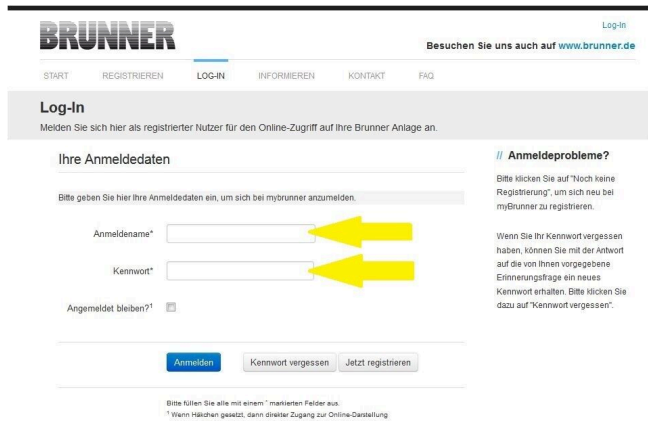 Log-In
BRUNNER
Besuchen Sie uns auch auf www.brunner.de
START REGISTRIEREN LOG-IN INFORMIEREN KONTAKT FAQ
Log-In
Melden Sie sich hier als registrierter Nutzer für den Online-Zugriff auf Ihre Brunner Anlage an.
Ihre Anmeldedaten
Bitte geben Sie hier Ihre Anmeldedaten ein, um sich bei mybrunner anzumelden.
Anmeldename*
Kennwort*
Angemeldet bleiben?¹
Anmelden Kennwort vergessen Jetzt registrieren
Bitte füllen Sie alle mit einem * markierten Felder aus.
¹ Wenn Häkchen gesetzt, dann direkter Zugang zur Online-Darstellung
// Anmeldeprobleme?
Bitte klicken Sie auf "Noch keine
Registrierung", um sich neu bei
myBrunner zu registrieren.
Wenn Sie Ihr Kennwort vergessen
haben, können Sie mit der Antwort
auf die von Ihnen vorgegebene
Erinnerungsfrage ein neues
Kennwort erhalten. Bitte klicken Sie
dazu auf "Kennwort vergessen".